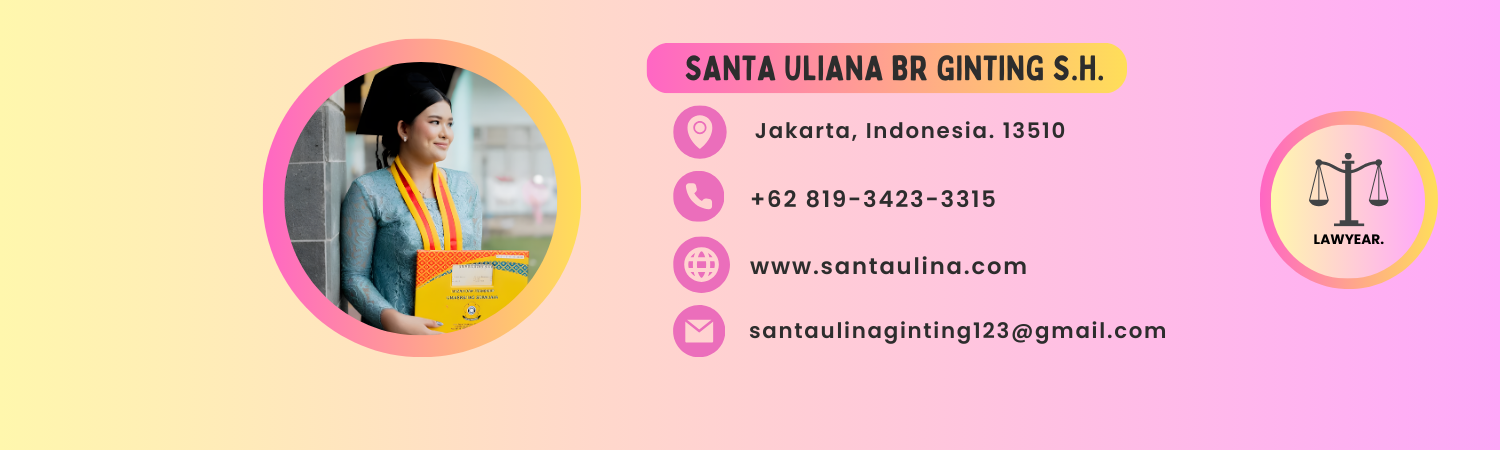 SANTA ULIANA BR GINTING S.H.
Jakarta, Indonesia. 13510
+62 819-3423-3315
www.santaulina.com
santaulinaginting123@gmail.com
LAWYEAR.